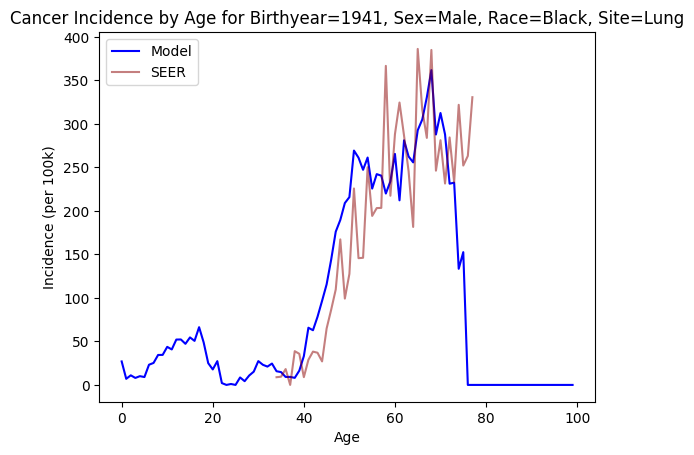 Cancer Incidence by Age for Birthyear=1941, Sex=Male, Race=Black, Site=Lung
Model
SEER
400
350
300
250
200
150
100
50
0
Incidence (per 100k)
0 20 40 60 80 100
Age